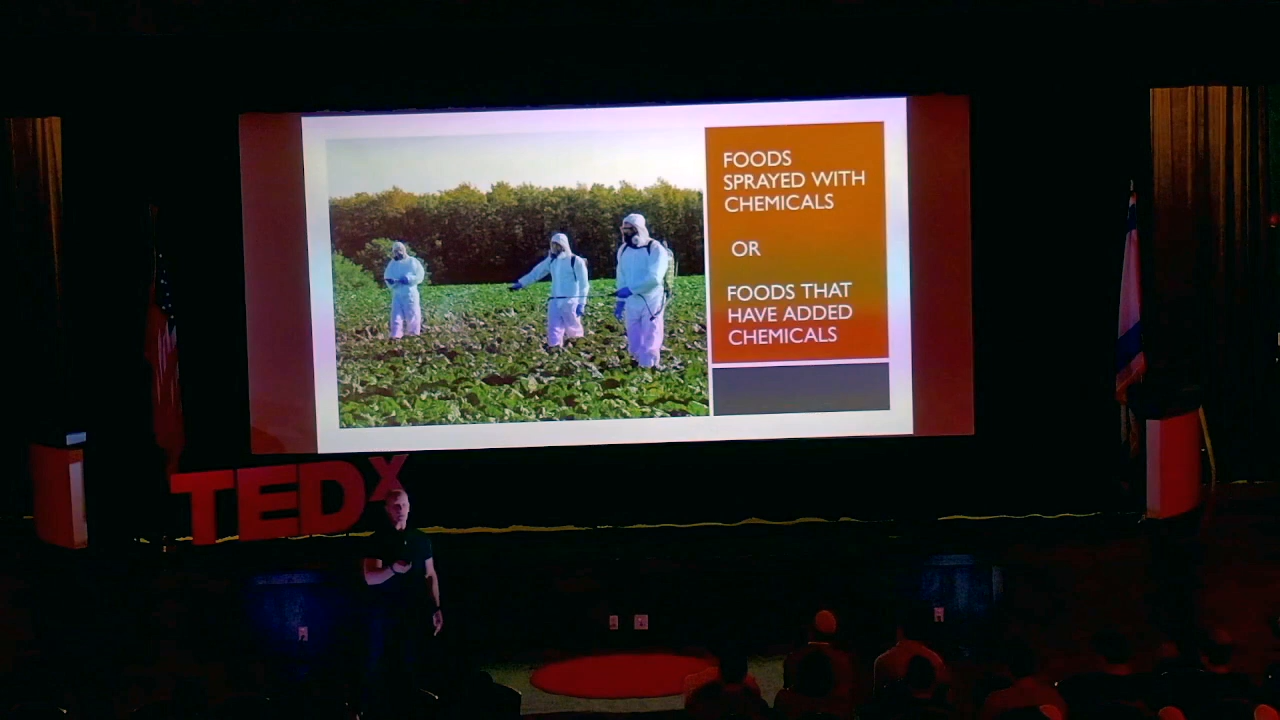 FOODS
SPRAYED WITH
CHEMICALS
OR
FOODS THAT
HAVE ADDED
CHEMICALS
TEDx